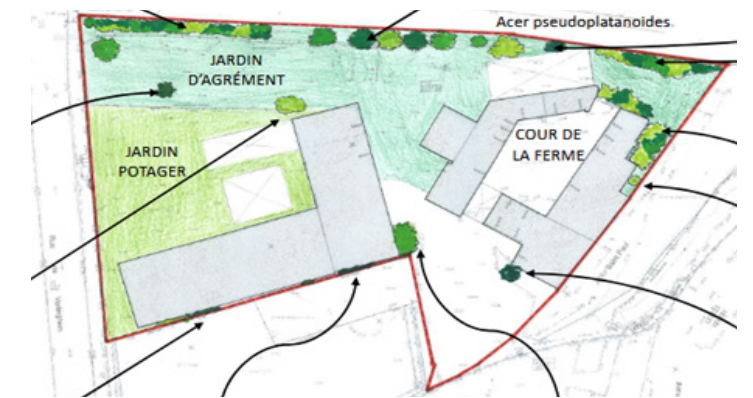 Acer pseudoplatanoides
JARDIN
D'AGRÉMENT
COUR DE
LA FERME
JARDIN
POTAGER